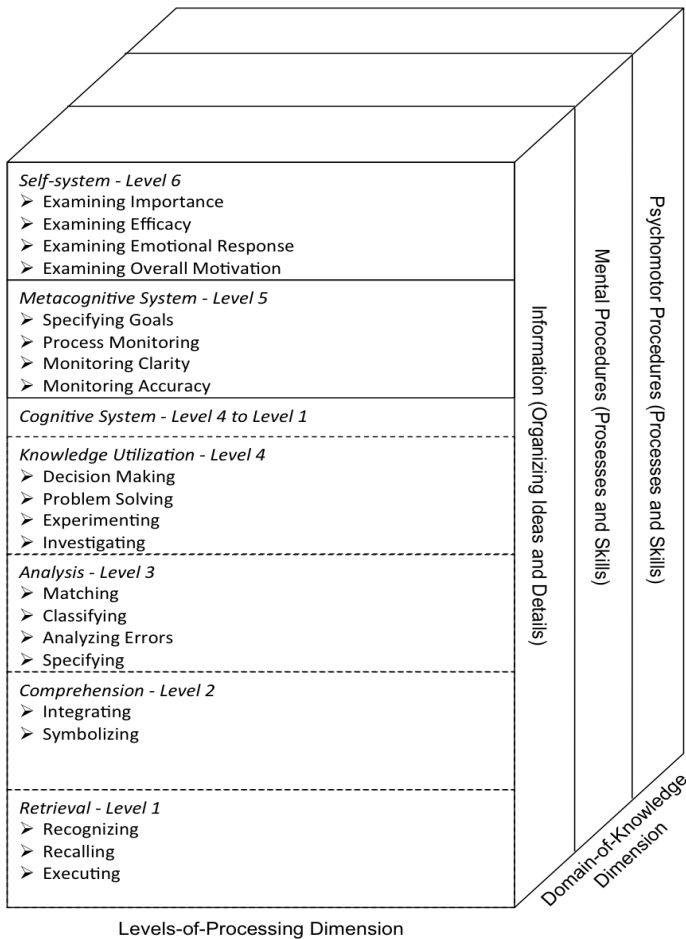 Self-system - Level 6
➢ Examining Importance
➢ Examining Efficacy
➢ Examining Emotional Response
➢ Examining Overall Motivation
Metacognitive System - Level 5
➢ Specifying Goals
➢ Process Monitoring
➢ Monitoring Clarity
➢ Monitoring Accuracy
Cognitive System - Level 4 to Level 1
Knowledge Utilization - Level 4
➢ Decision Making
➢ Problem Solving
➢ Experimenting
➢ Investigating
Analysis - Level 3
➢ Matching
➢ Classifying
➢ Analyzing Errors
➢ Specifying
Comprehension - Level 2
➢ Integrating
➢ Symbolizing
Retrieval - Level 1
➢ Recognizing
➢ Recalling
➢ Executing
Levels-of-Processing Dimension
Information (Organizing Ideas and Details)
Mental Procedures (Prosesses and Skills)
Psychomotor Procedures (Processes and Skills)
Domain-of-Knowledge
Dimension